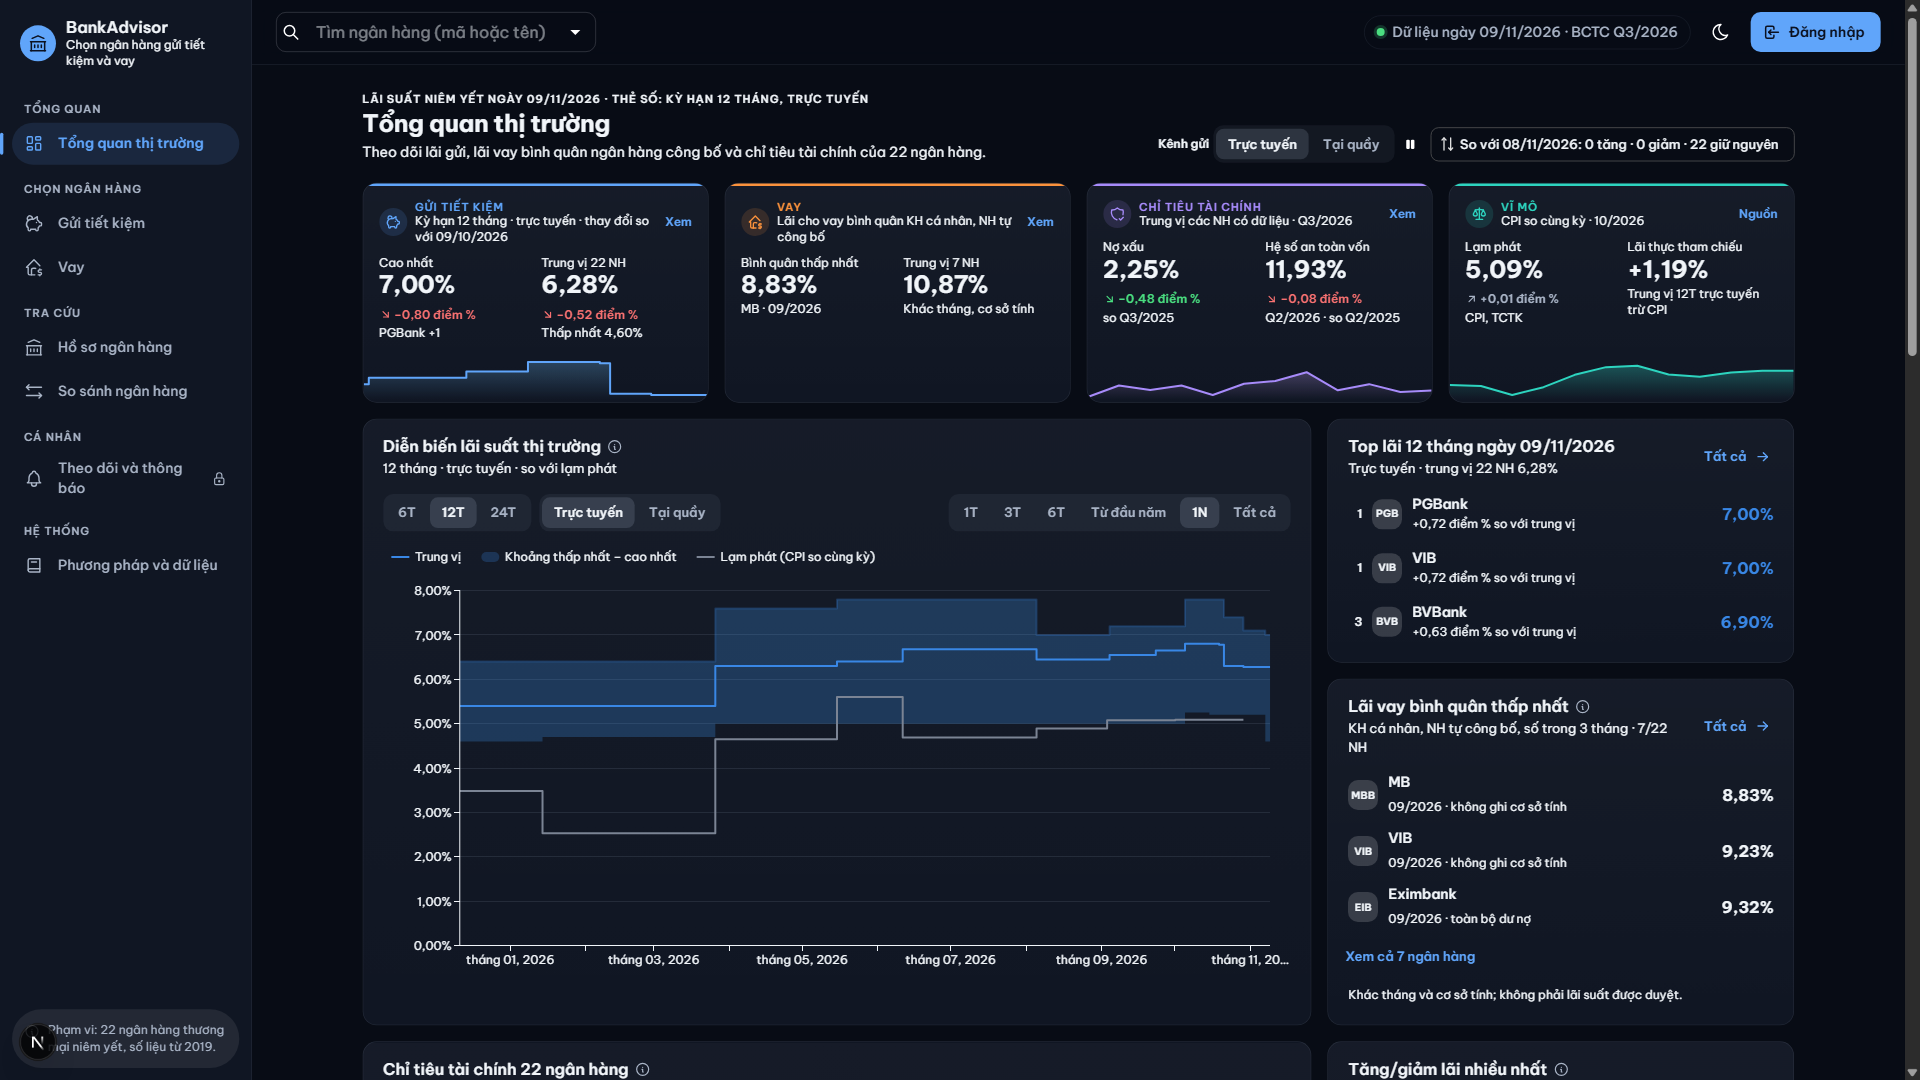 BankAdvisor
Chọn ngân hàng gửi tiết
kiệm và vay
TỔNG QUAN
Tổng quan thị trường
CHỌN NGÂN HÀNG
Gửi tiết kiệm
Vay
TRA CỨU
Hồ sơ ngân hàng
So sánh ngân hàng
CÁ NHÂN
Theo dõi và thông
báo
HỆ THỐNG
Phương pháp và dữ liệu
Phạm vi: 22 ngân hàng thương
mại niêm yết, số liệu từ 2019.
N
Tìm ngân hàng (mã hoặc tên)
Dữ liệu ngày 09/11/2026 · BCTC Q3/2026
Đăng nhập
LÃI SUẤT NIÊM YẾT NGÀY 09/11/2026 · THẺ SỐ: KỲ HẠN 12 THÁNG, TRỰC TUYẾN
Tổng quan thị trường
Theo dõi lãi gửi, lãi vay bình quân ngân hàng công bố và chỉ tiêu tài chính của 22 ngân hàng.
Kênh gửi
Trực tuyến
Tại quầy
So với 08/11/2026: 0 tăng · 0 giảm · 22 giữ nguyên
GỬI TIẾT KIỆM
Kỳ hạn 12 tháng · trực tuyến · thay đổi so
với 09/10/2026
Xem
Cao nhất
7,00%
↘ −0,80 điểm %
PGBank +1
Trung vị 22 NH
6,28%
↘ −0,52 điểm %
Thấp nhất 4,60%
VAY
Lãi cho vay bình quân KH cá nhân, NH tự
công bố
Xem
Bình quân thấp nhất
8,83%
MB · 09/2026
Trung vị 7 NH
10,87%
Khác tháng, cơ sở tính
CHỈ TIÊU TÀI CHÍNH
Trung vị các NH có dữ liệu · Q3/2026
Xem
Nợ xấu
2,25%
↘ −0,48 điểm %
so Q3/2025
Hệ số an toàn vốn
11,93%
↘ −0,08 điểm %
Q2/2026 · so Q2/2025
VĨ MÔ
CPI so cùng kỳ · 10/2026
Nguồn
Lạm phát
5,09%
↗ +0,01 điểm %
CPI, TCTK
Lãi thực tham chiếu
+1,19%
Trung vị 12T trực tuyến
trừ CPI
Diễn biến lãi suất thị trường
12 tháng · trực tuyến · so với lạm phát
6T 12T 24T
Trực tuyến Tại quầy
1T 3T 6T Từ đầu năm 1N Tất cả
Trung vị
Khoảng thấp nhất – cao nhất
Lạm phát (CPI so cùng kỳ)
8,00%
7,00%
6,00%
5,00%
4,00%
3,00%
2,00%
1,00%
0,00%
tháng 01, 2026
tháng 03, 2026
tháng 05, 2026
tháng 07, 2026
tháng 09, 2026
tháng 11, 20...
Top lãi 12 tháng ngày 09/11/2026
Trực tuyến · trung vị 22 NH 6,28%
Tất cả →
1 PGB PGBank 7,00%
+0,72 điểm % so với trung vị
1 VIB VIB 7,00%
+0,72 điểm % so với trung vị
3 BVB BVBank 6,90%
+0,63 điểm % so với trung vị
Lãi vay bình quân thấp nhất
KH cá nhân, NH tự công bố, số trong 3 tháng · 7/22
NH
Tất cả →
MBB MB 8,83%
09/2026 · không ghi cơ sở tính
VIB VIB 9,23%
09/2026 · không ghi cơ sở tính
EIB Eximbank 9,32%
09/2026 · toàn bộ dư nợ
Xem cả 7 ngân hàng
Khác tháng và cơ sở tính; không phải lãi suất được duyệt.
Chỉ tiêu tài chính 22 ngân hàng
Tăng/giảm lãi nhiều nhất